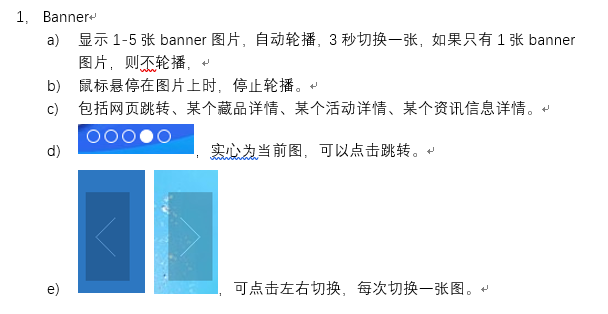 1. Banner
a) 显示 1-5 张 banner 图片，自动轮播，3 秒切换一张，如果只有 1 张 banner
图片，则不轮播，
b) 鼠标悬停在图片上时，停止轮播。
c) 包括网页跳转、某个藏品详情、某个活动详情、某个资讯信息详情。
d) ，实心为当前图，可以点击跳转。
e) ，可点击左右切换，每次切换一张图。